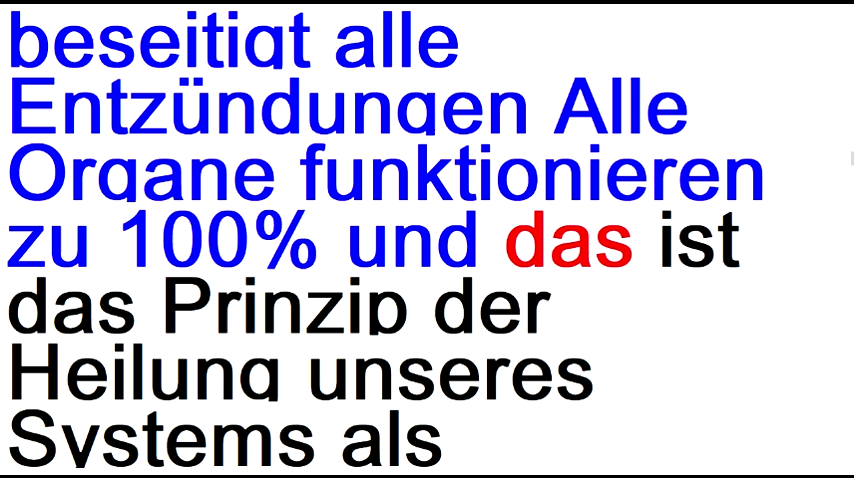 beseitigt alle
Entzündungen Alle
Organe funktionieren
zu 100% und das ist
das Prinzip der
Heilung unseres
Systems als